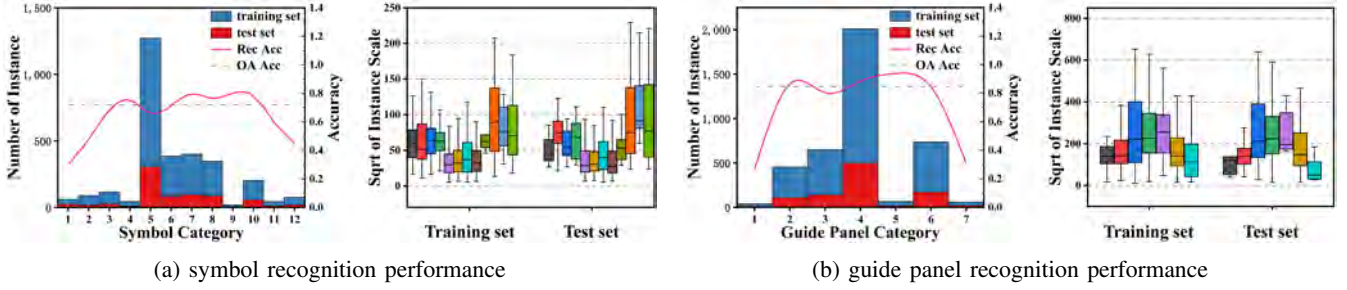 Number of Instance
1,500
1,000
500
0
1 2 3 4 5 6 7 8 9 10 11 12
Symbol Category
training set
test set
Rec Acc
OA Acc
1.4
1.2
1.0
0.8
0.6
0.4
0.2
0.0
Accuracy
Sqrt of Instance Scale
250
200
150
100
50
0
Training set Test set
(a) symbol recognition performance
Number of Instance
2,000
1,500
1,000
500
0
1 2 3 4 5 6 7
Guide Panel Category
training set
test set
Rec Acc
OA Acc
1.4
1.2
1.0
0.8
0.6
0.4
0.2
0.0
Accuracy
Sqrt of Instance Scale
800
600
400
200
0
Training set Test set
(b) guide panel recognition performance